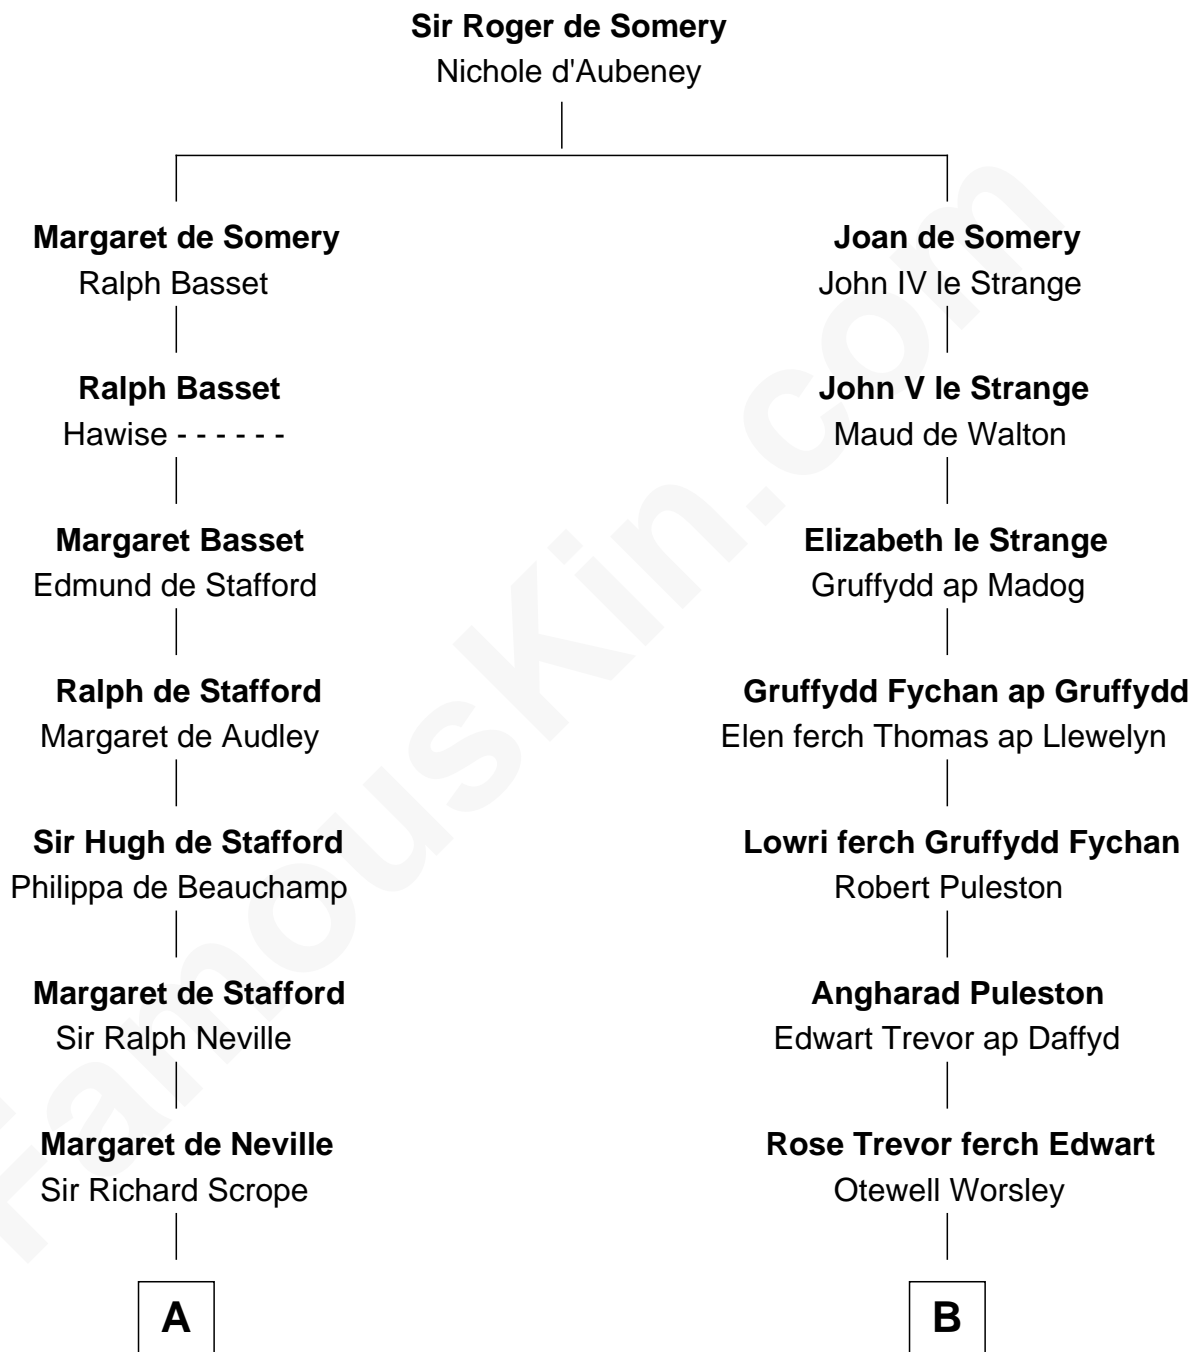 Sir Roger de Somery
Nichole d'Aubeney
Margaret de Somery
Ralph Basset
Joan de Somery
John IV le Strange
Ralph Basset
Hawise - - - - - -
John V le Strange
Maud de Walton
Margaret Basset
Edmund de Stafford
Elizabeth le Strange
Gruffydd ap Madog
Ralph de Stafford
Margaret de Audley
Gruffydd Fychan ap Gruffydd
Elen ferch Thomas ap Llewelyn
Sir Hugh de Stafford
Philippa de Beauchamp
Lowri ferch Gruffydd Fychan
Robert Puleston
Margaret de Stafford
Sir Ralph Neville
Angharad Puleston
Edwart Trevor ap Daffyd
Margaret de Neville
Sir Richard Scrope
Rose Trevor ferch Edwart
Otewell Worsley
A
B
FamousKin.com